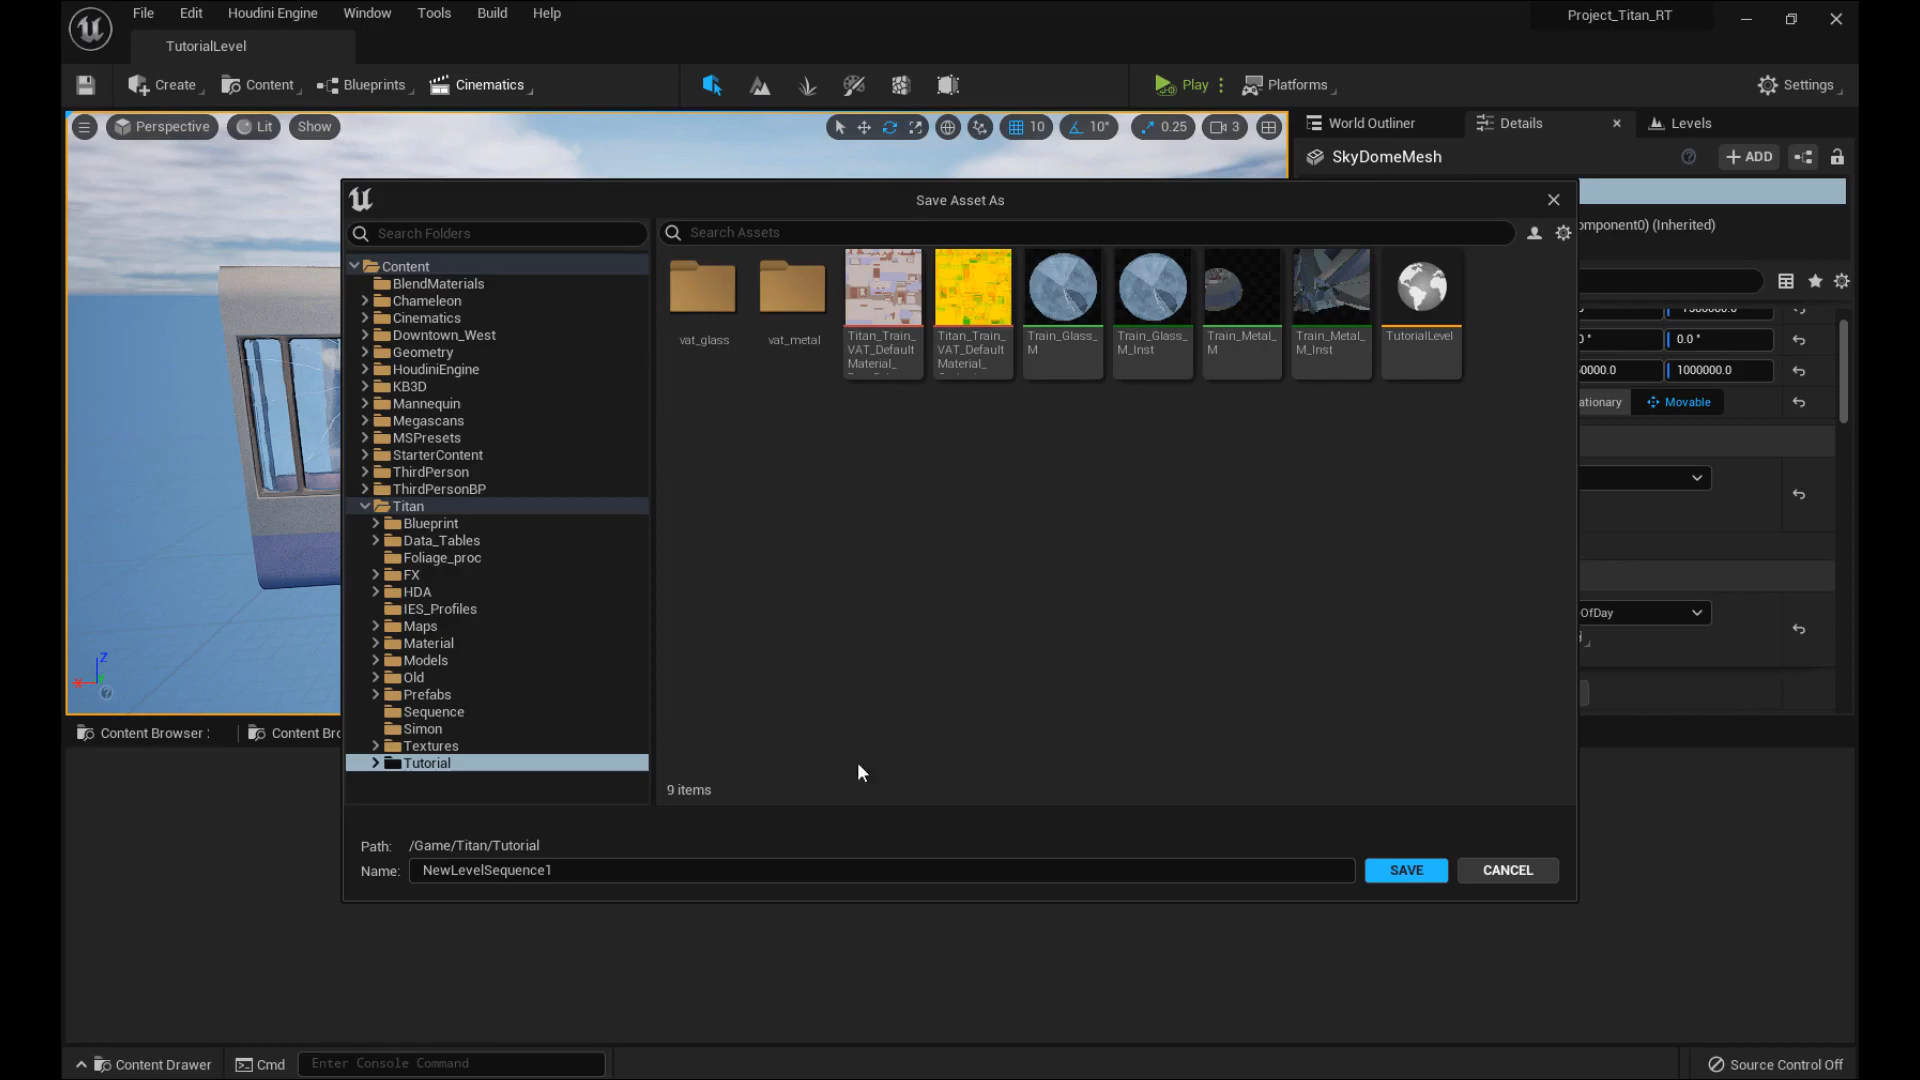 File Edit Houdini Engine Window Tools Build Help
Project_Titan_RT
TutorialLevel
Create Content Blueprints Cinematics Play Platforms Settings
Perspective Lit Show 10 10° 0.25 3
World Outliner Details Levels
SkyDomeMesh
ADD
Save Asset As
omponent0) (Inherited)
Search Folders
Search Assets
Content
BlendMaterials
Chameleon
Cinematics
Downtown_West
Geometry
HoudiniEngine
KB3D
Mannequin
Megascans
MSPresets
StarterContent
ThirdPerson
ThirdPersonBP
Titan
Blueprint
Data_Tables
Foliage_proc
FX
HDA
IES_Profiles
Maps
Material
Models
Old
Prefabs
Sequence
Simon
Textures
Tutorial
vat_glass
vat_metal
Titan_Train_
VAT_Default
Material_
Titan_Train_
VAT_Default
Material_
Train_Glass_
M
Train_Glass_
M_Inst
Train_Metal_
M
Train_Metal_
M_Inst
TutorialLevel
0.0 °
0000.0
1000000.0
ationary
Movable
OfDay
Z
9 items
Content Browser :
Content Bro
Path: /Game/Titan/Tutorial
Name: NewLevelSequence1
SAVE
CANCEL
Content Drawer
Cmd
Enter Console Command
Source Control Off